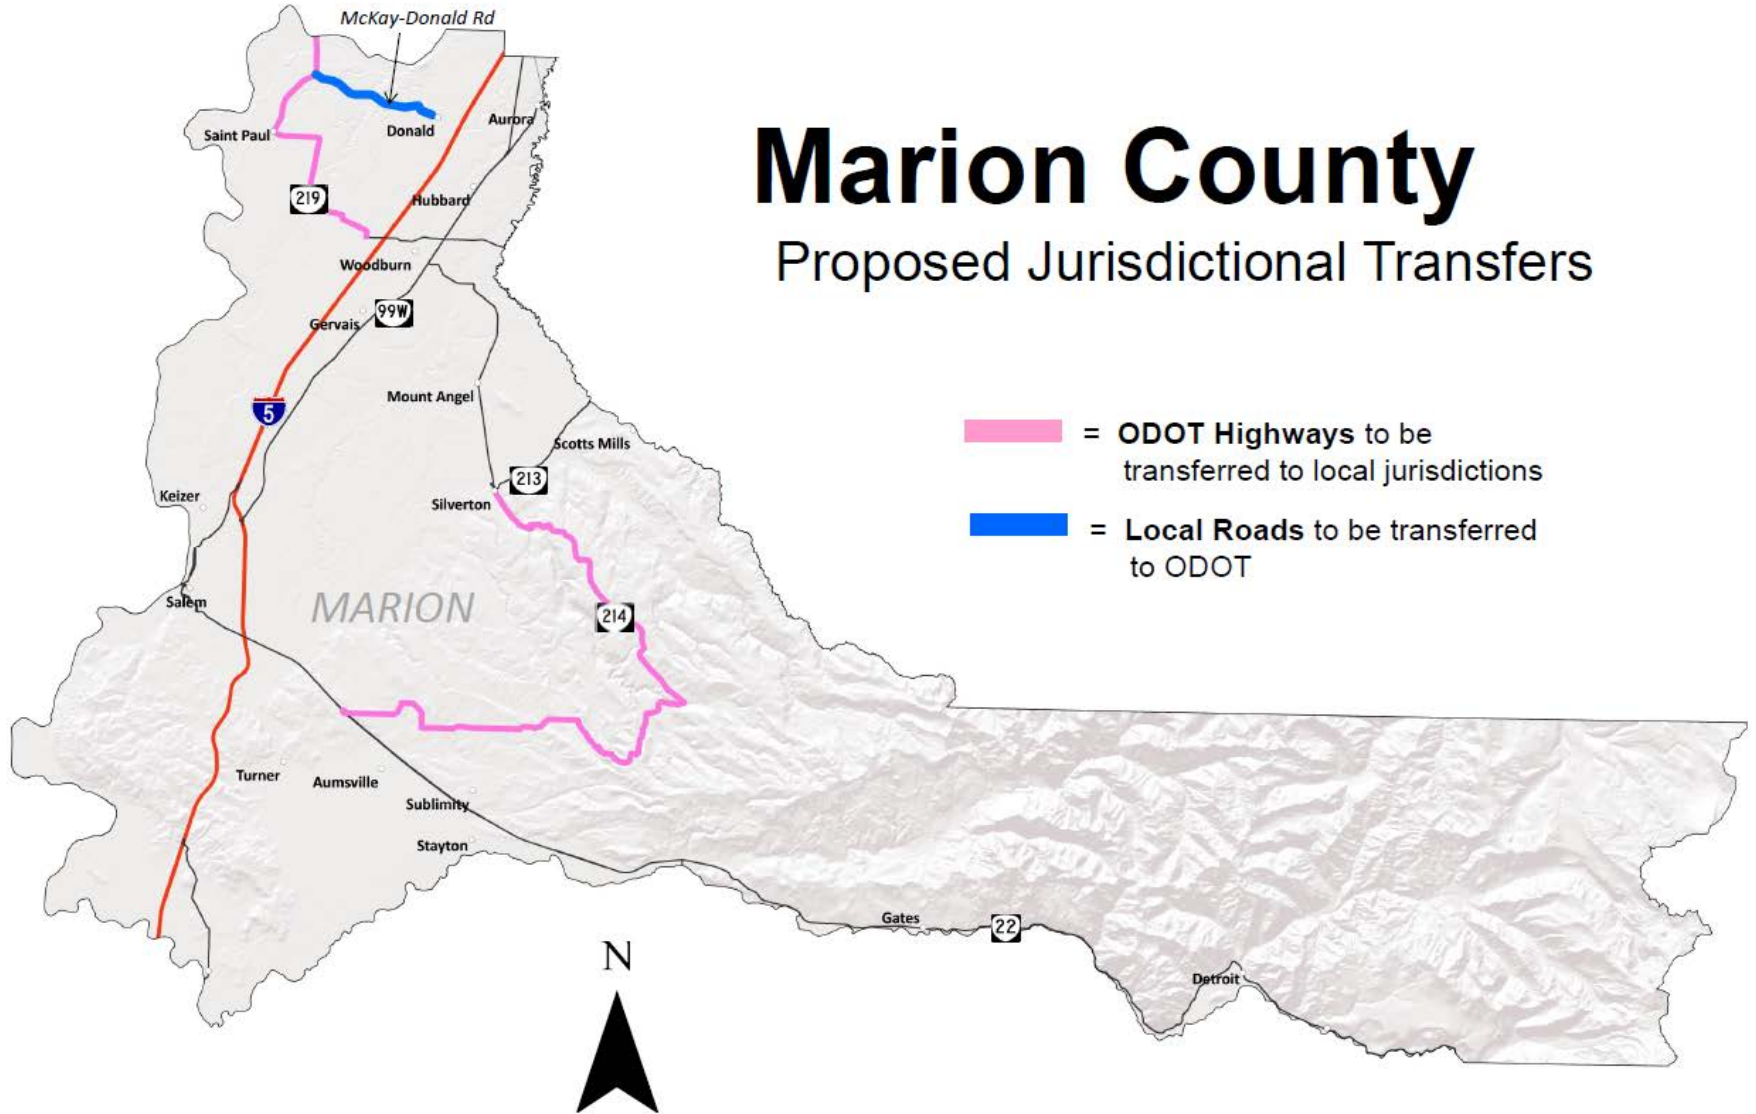 McKay-Donald Rd
Saint Paul
Donald
Aurora
219
Hubbard
Woodburn
99W
Gervais
5
Mount Angel
Scotts Mills
213
Keizer
Silverton
Salem
MARION
214
Turner
Aumsville
Sublimity
Stayton
Gates
22
Detroit
N
Marion County
Proposed Jurisdictional Transfers
= ODOT Highways to be
transferred to local jurisdictions
= Local Roads to be transferred
to ODOT